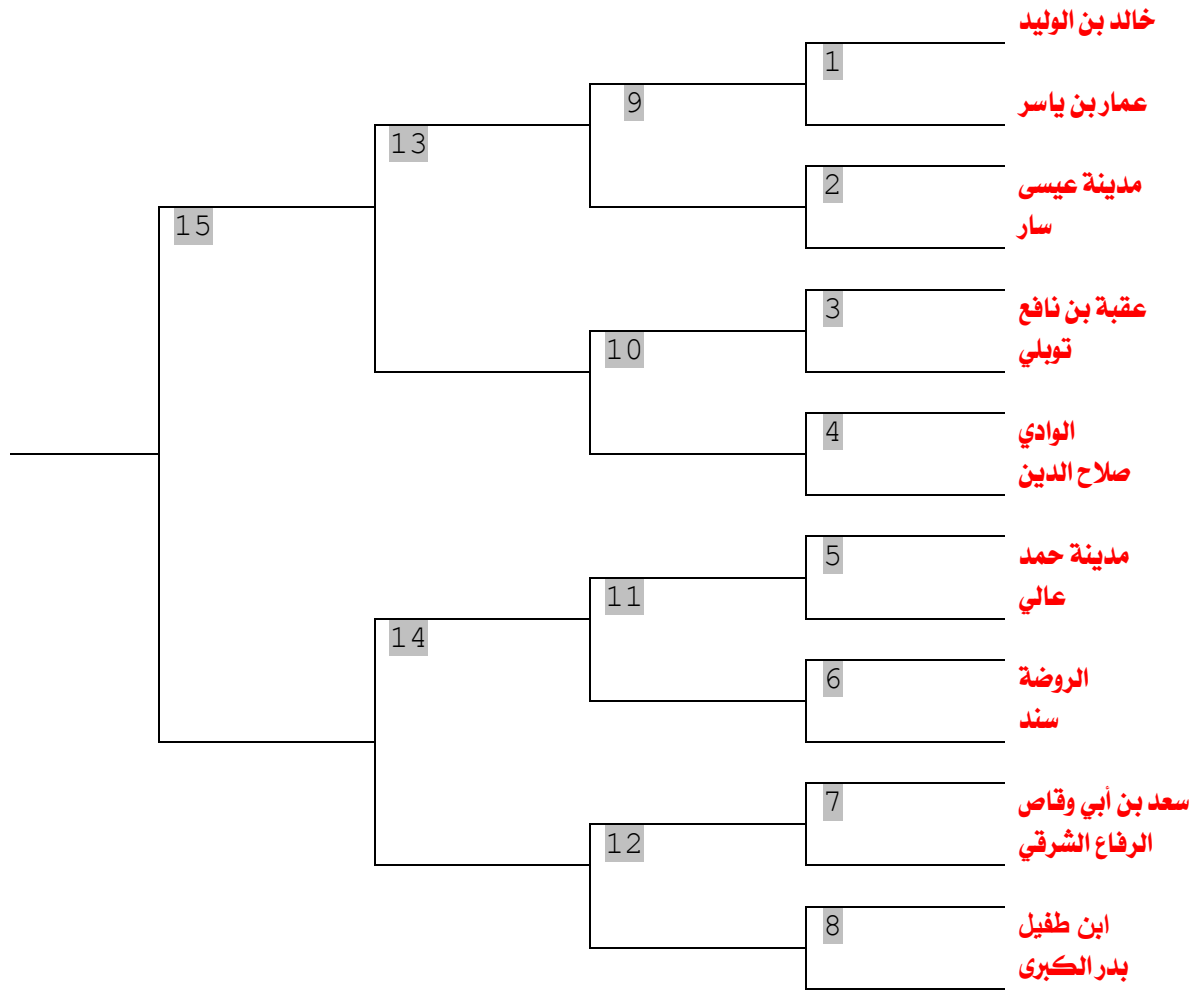 خالد بن الوليد
1
9
عمار بن ياسر
13
2
مدينة عيسى
15
سار
3
عقبة بن نافع
10
توبلي
4
الوادي
صلاح الدين
5
مدينة حمد
11
عالي
14
6
الروضة
سند
7
سعد بن أبي وقاص
12
الرفاع الشرقي
8
ابن طفيل
بدر الكبرى